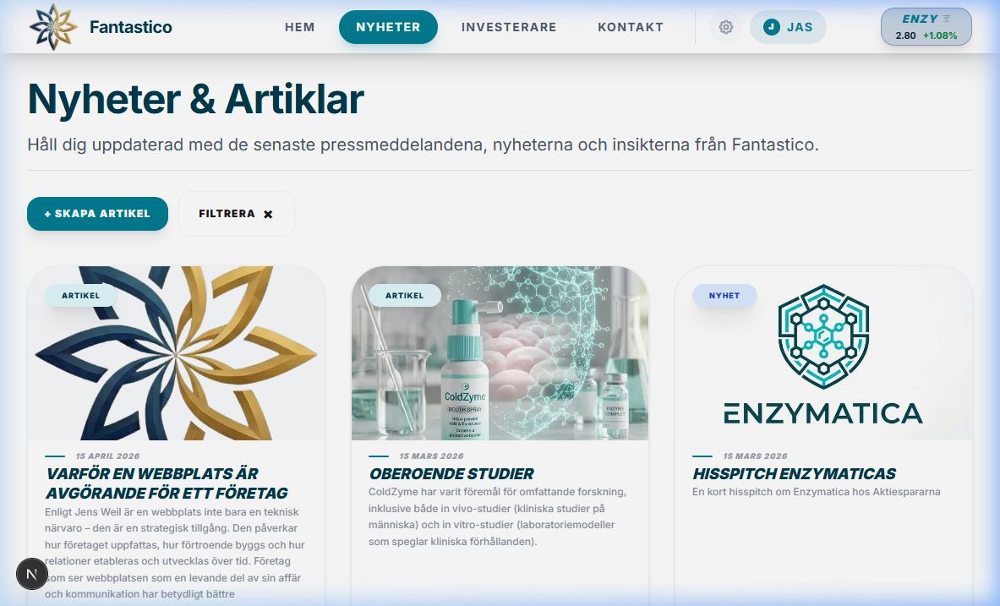 Fantastico
HEM
NYHETER
INVESTERARE
KONTAKT
J
JAS
ENZY
2.80 +1.08%
Nyheter & Artiklar
Håll dig uppdaterad med de senaste pressmeddelandena, nyheterna och insikterna från Fantastico.
+ SKAPA ARTIKEL
FILTRERA ✖
ARTIKEL
15 APRIL 2026
VARFÖR EN WEBBPLATS ÄR
AVGÖRANDE FÖR ETT FÖRETAG
Enligt Jens Weil är en webbplats inte bara en teknisk
närvaro – den är en strategisk tillgång. Den påverkar
hur företaget uppfattas, hur förtroende byggs och hur
relationer etableras och utvecklas över tid. Företag
som ser webbplatsen som en levande del av sin affär
och kommunikation har betydligt bättre
N
ARTIKEL
ColdZyme
MOUTH SPRAY
Helps prevent
cold & flu viruses
Creates a
protective barrier
ENZYME
COMPLEX
15 MARS 2026
OBEROENDE STUDIER
ColdZyme har varit föremål för omfattande forskning,
inklusive både in vivo-studier (kliniska studier på
människa) och in vitro-studier (laboratoriemodeller
som speglar kliniska förhållanden).
NYHET
ENZYMATICA
15 MARS 2026
HISSPITCH ENZYMATICAS
En kort hisspitch om Enzymatica hos Aktiespararna